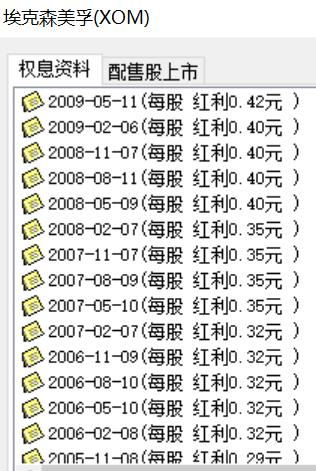 埃克森美孚(XOM)
权息资料 配售股上市
2009-05-11(每股 红利0.42元 )
2009-02-06(每股 红利0.40元 )
2008-11-07(每股 红利0.40元 )
2008-08-11(每股 红利0.40元 )
2008-05-09(每股 红利0.40元 )
2008-02-07(每股 红利0.35元 )
2007-11-07(每股 红利0.35元 )
2007-08-09(每股 红利0.35元 )
2007-05-10(每股 红利0.35元 )
2007-02-07(每股 红利0.32元 )
2006-11-09(每股 红利0.32元 )
2006-08-10(每股 红利0.32元 )
2006-05-10(每股 红利0.32元 )
2006-02-08(每股 红利0.32元 )
2005-11-08(每股 红利0.29元 )